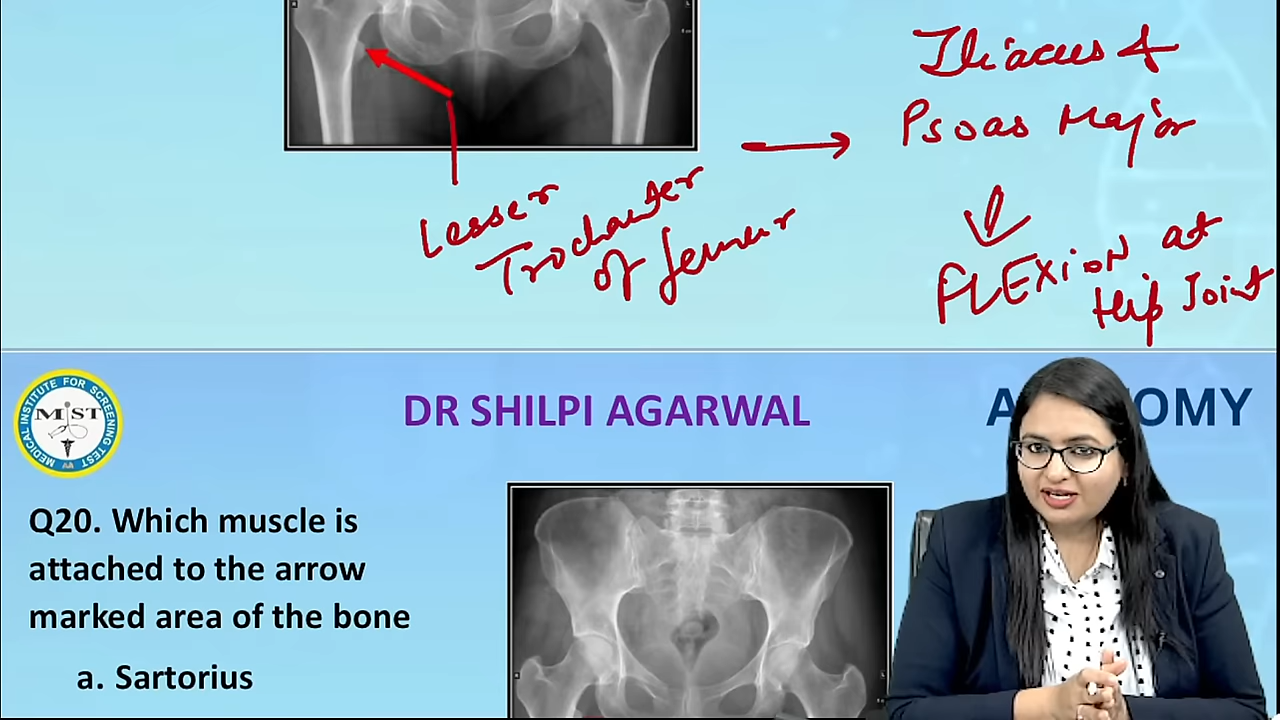 Iliacus &
Psoas Major
Lesser
Trochanter
of femur
FLEXiON at
Hip Joint
MEDICAL INSTITUTE FOR SCREENING TEST
MIST
DR SHILPI AGARWAL
A OMY
Q20. Which muscle is
attached to the arrow
marked area of the bone
a. Sartorius